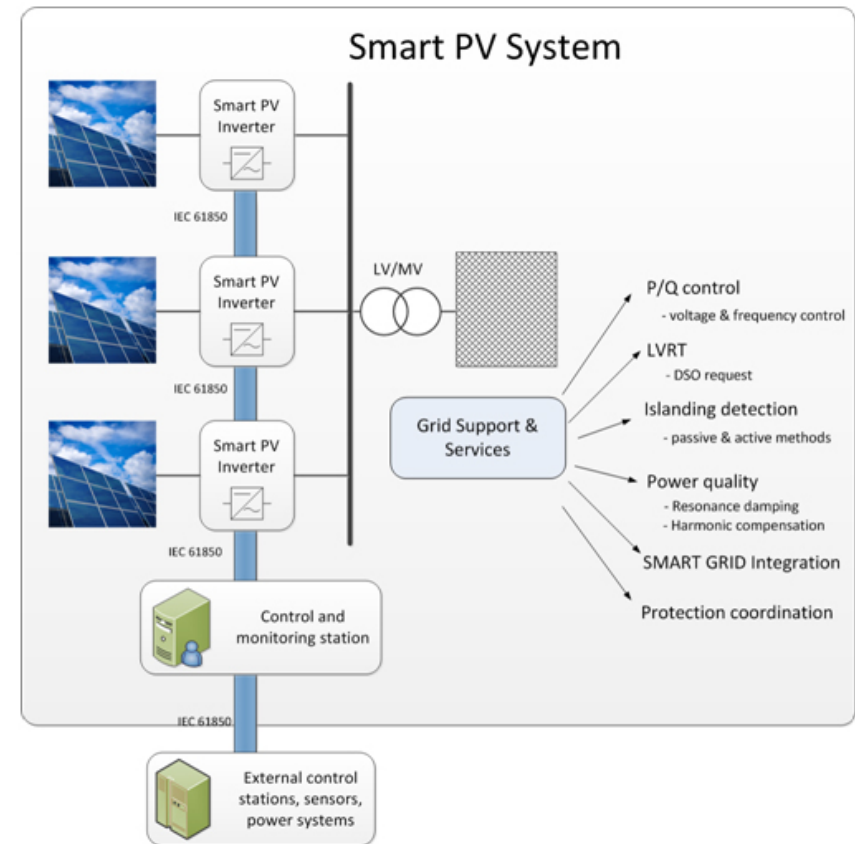 Smart PV System
Smart PV
Inverter
IEC 61850
LV/MV
Smart PV
Inverter
IEC 61850
Smart PV
Inverter
IEC 61850
Control and
monitoring station
IEC 61850
External control
stations, sensors,
power systems
Grid Support &
Services
P/Q control
- voltage & frequency control
LVRT
- DSO request
Islanding detection
- passive & active methods
Power quality
- Resonance damping
- Harmonic compensation
SMART GRID Integration
Protection coordination